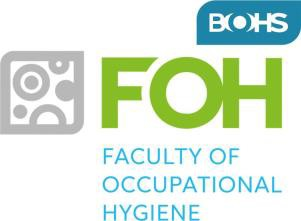 BOHS
FOH
FACULTY OF
OCCUPATIONAL
HYGIENE